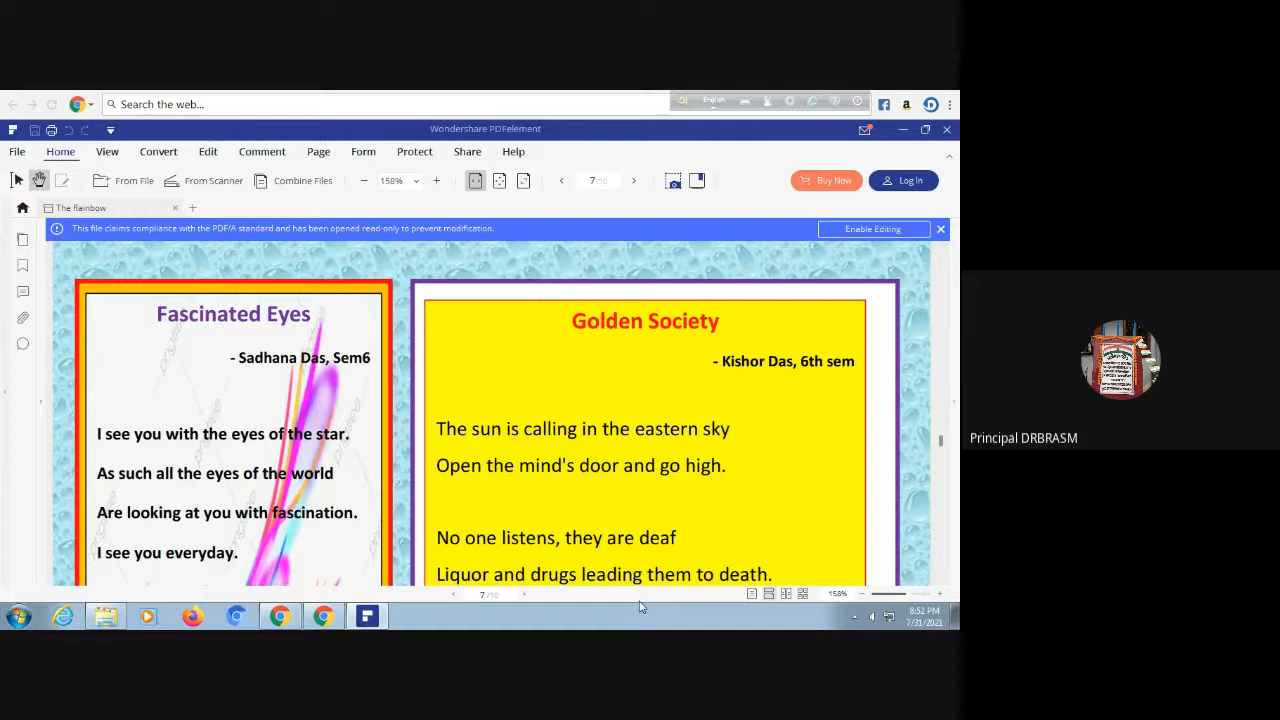 Search the web...
English
Wondershare PDFelement
File Home View Convert Edit Comment Page Form Protect Share Help
From File From Scanner Combine Files 158% 7/10 Buy Now Log In
The Rainbow
This file claims compliance with the PDF/A standard and has been opened read-only to prevent modification. Enable Editing
Fascinated Eyes
- Sadhana Das, Sem6
I see you with the eyes of the star.
As such all the eyes of the world
Are looking at you with fascination.
I see you everyday.
Golden Society
- Kishor Das, 6th sem
The sun is calling in the eastern sky
Open the mind's door and go high.
No one listens, they are deaf
Liquor and drugs leading them to death.
7/10 158%
8:52 PM
7/31/2021
Principal DRBRASM